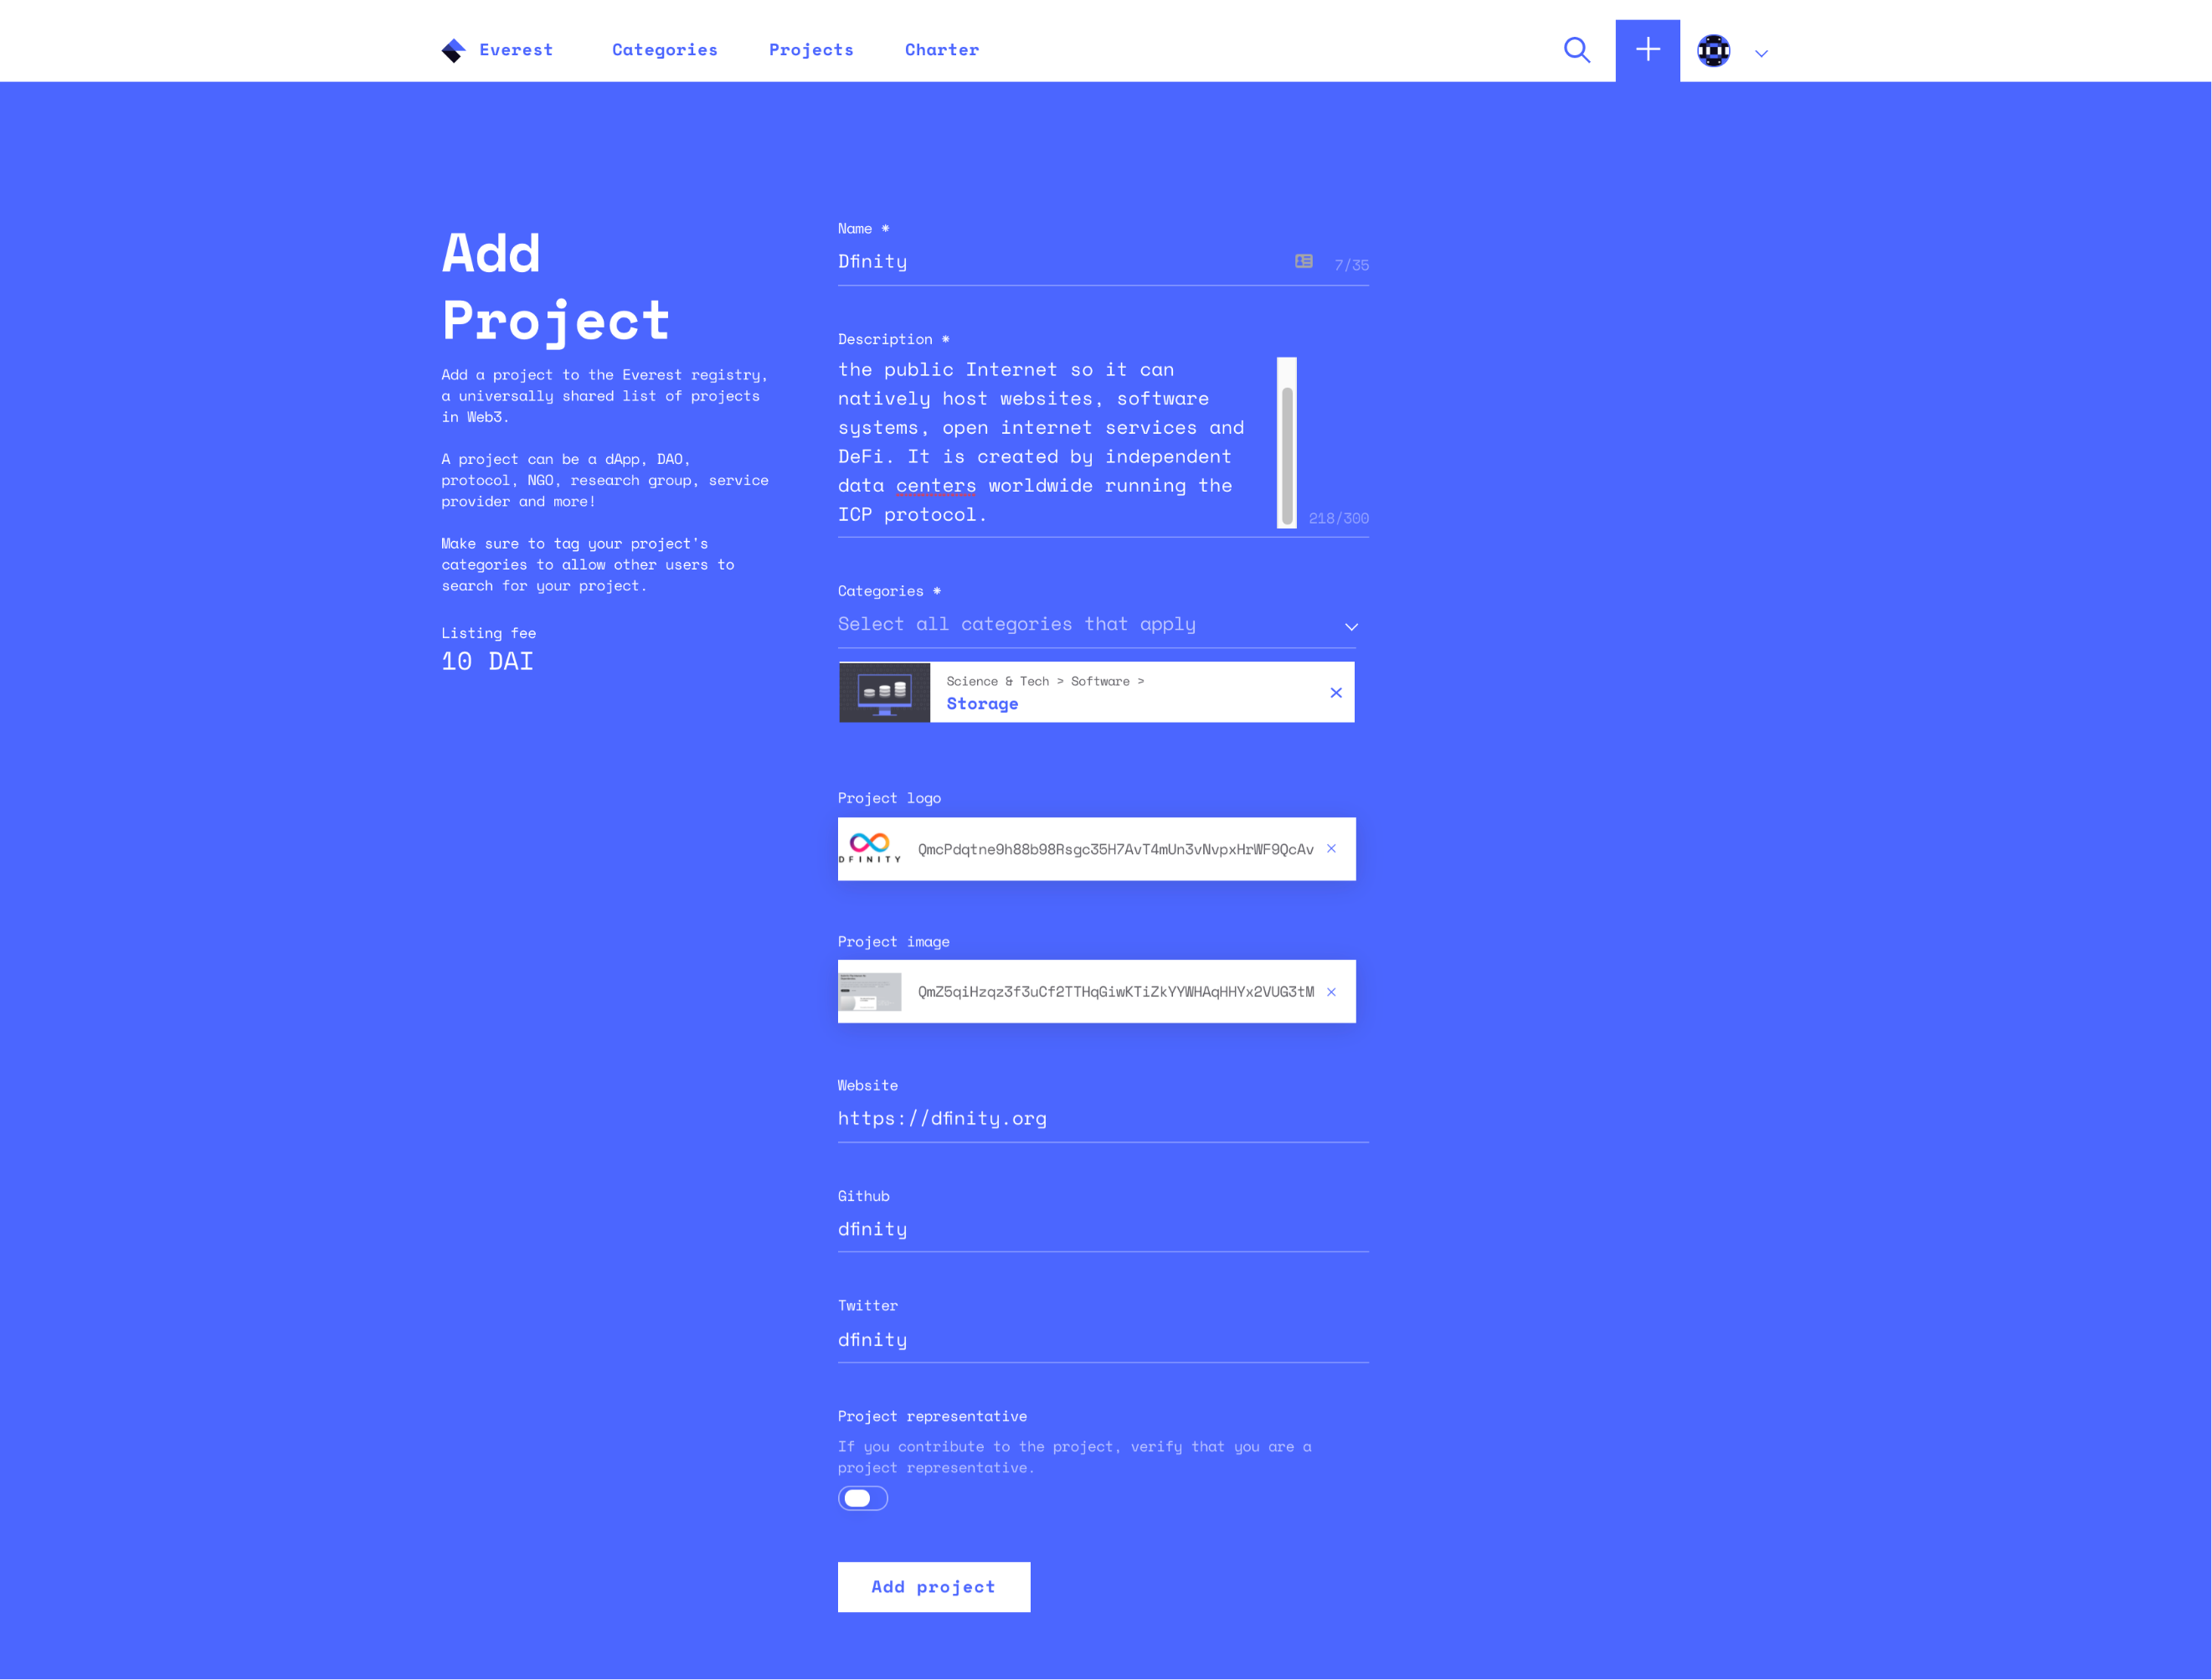 Everest Categories Projects Charter
Add
Project
Add a project to the Everest registry,
a universally shared list of projects
in Web3.
A project can be a dApp, DAO,
protocol, NGO, research group, service
provider and more!
Make sure to tag your project's
categories to allow other users to
search for your project.
Listing fee
10 DAI
Name *
Dfinity 7/35
Description *
the public Internet so it can
natively host websites, software
systems, open internet services and
DeFi. It is created by independent
data centers worldwide running the
ICP protocol.
218/300
Categories *
Select all categories that apply
Science & Tech > Software >
Storage
Project logo
DFINITY
QmcPdqtne9h88b98Rsgc35H7AvT4mUn3vNvpxHrWF9QcAv
Project image
QmZ5qiHzqz3f3uCf2TTHqGiwKTiZkYYWHAqHHYx2VUG3tM
Website
https://dfinity.org
Github
dfinity
Twitter
dfinity
Project representative
If you contribute to the project, verify that you are a
project representative.
Add project